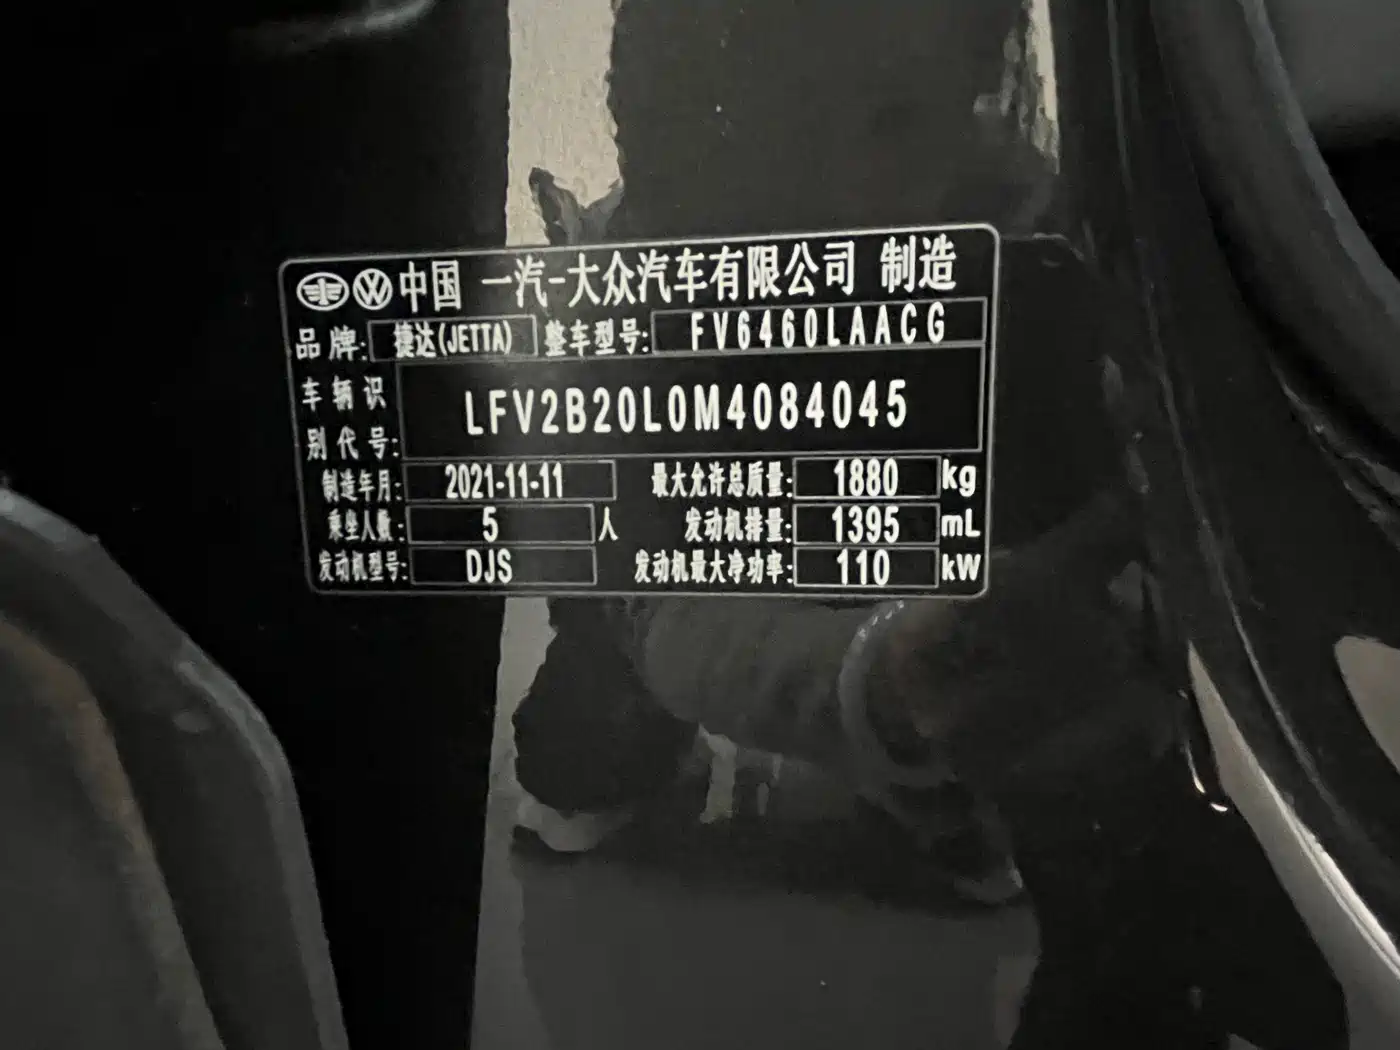 中国 一汽-大众汽车有限公司 制造
品牌: 捷达(JETTA) 整车型号: FV6460LAACG
车辆识别代号: LFV2B20L0M4084045
制造年月: 2021-11-11 最大允许总质量: 1880 kg
乘坐人数: 5 人 发动机排量: 1395 mL
发动机型号: DJS 发动机最大净功率: 110 kW